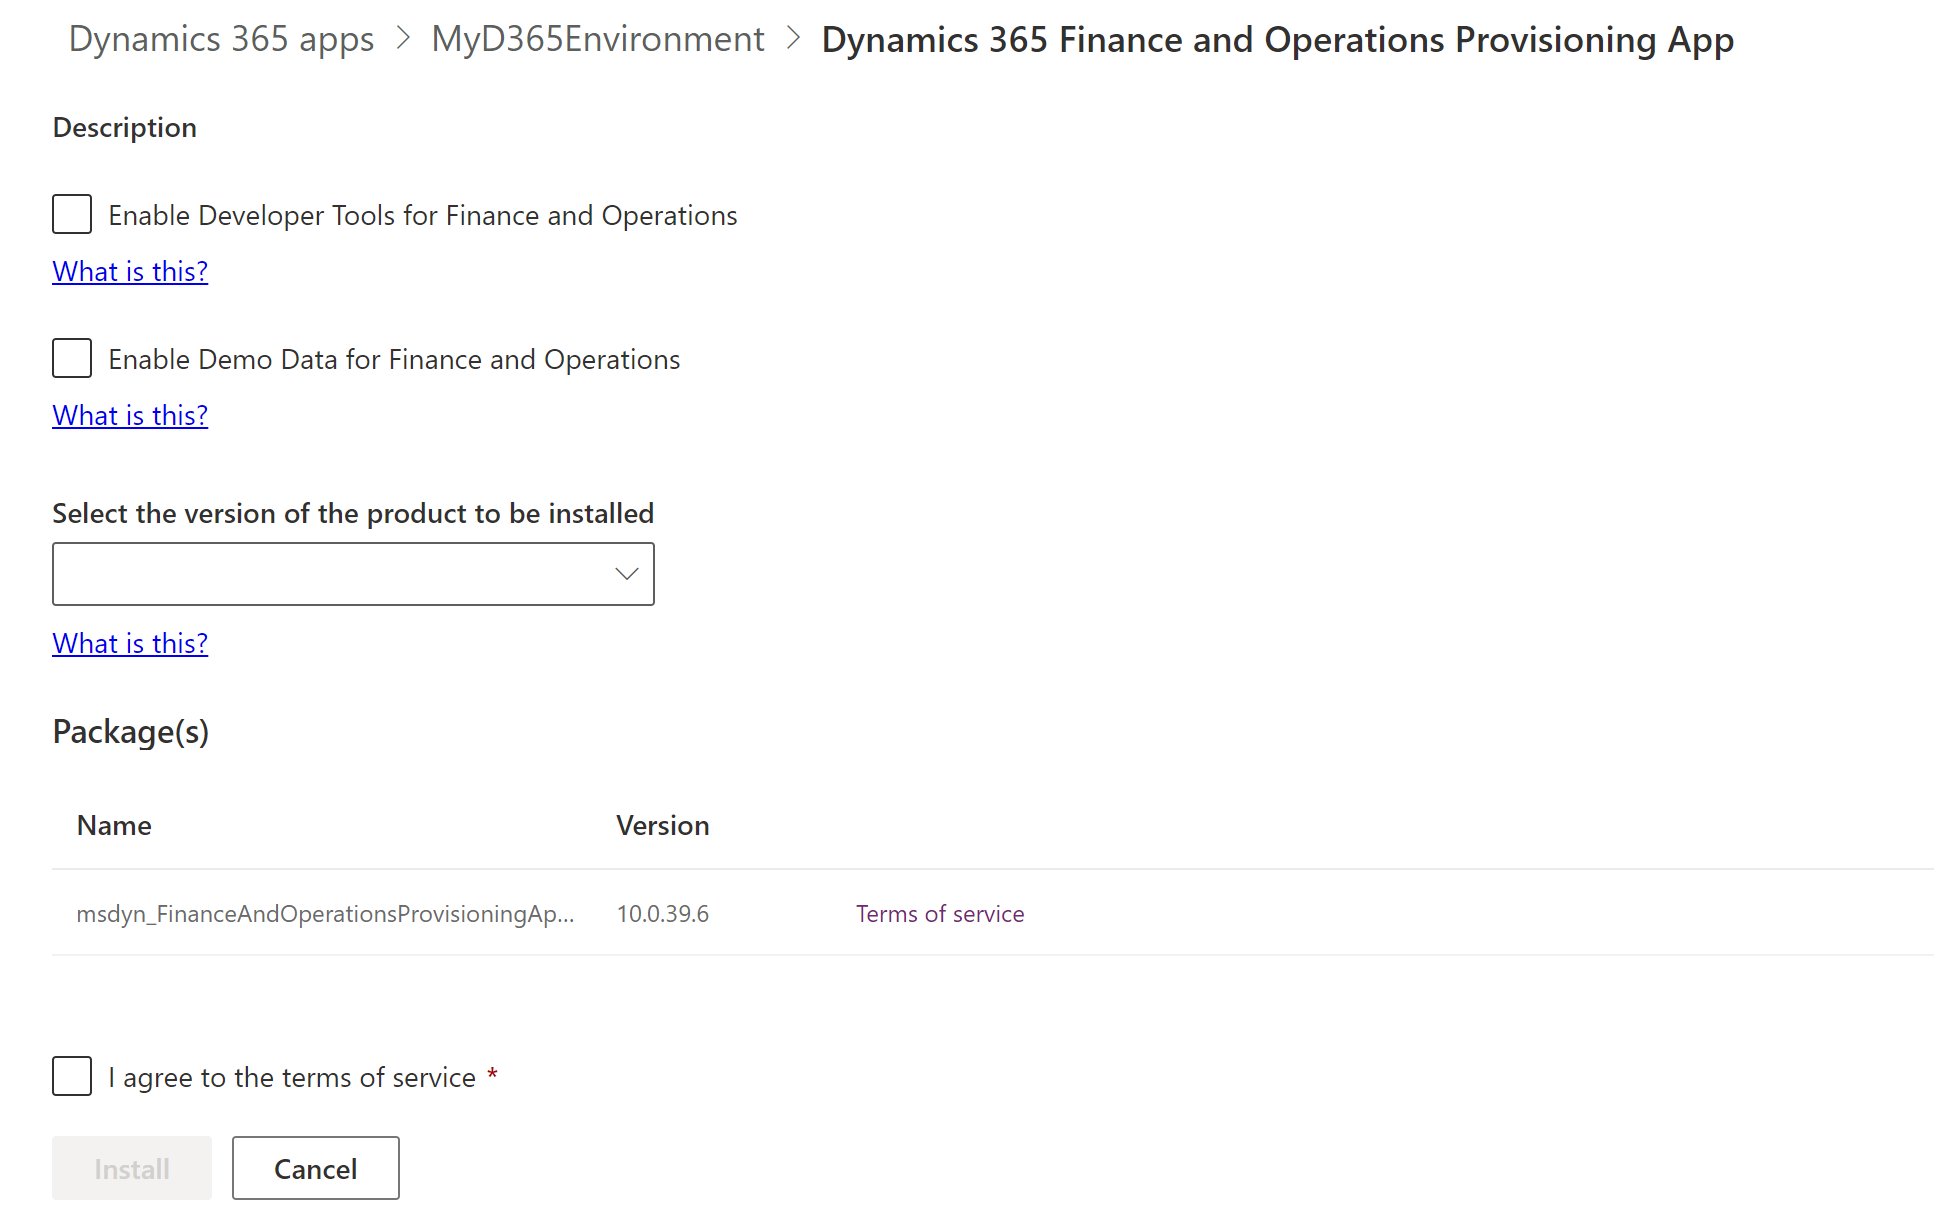 Dynamics 365 apps > MyD365Environment > Dynamics 365 Finance and Operations Provisioning App
Description
Enable Developer Tools for Finance and Operations
What is this?
Enable Demo Data for Finance and Operations
What is this?
Select the version of the product to be installed
What is this?
Package(s)
Name Version
msdyn_FinanceAndOperationsProvisioningAp... 10.0.39.6 Terms of service
I agree to the terms of service *
Install Cancel